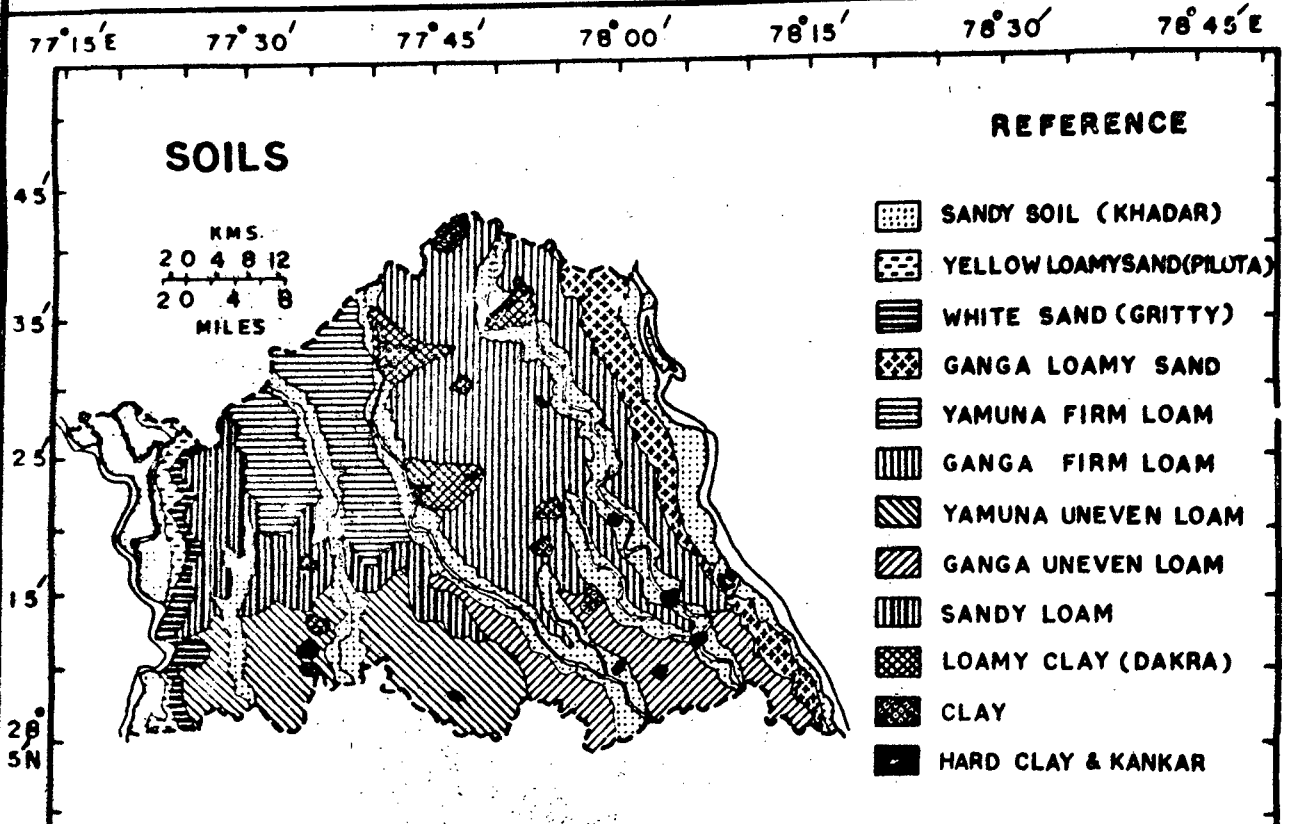 77°15'E 77°30' 77°45' 78°00' 78°15' 78°30' 78°45'E
SOILS
KMS.
2 0 4 8 12
2 0 4 8
MILES
45'
35'
25'
15'
28°
5'N
REFERENCE
SANDY SOIL (KHADAR)
YELLOW LOAMYSAND(PILOTA)
WHITE SAND (GRITTY)
GANGA LOAMY SAND
YAMUNA FIRM LOAM
GANGA FIRM LOAM
YAMUNA UNEVEN LOAM
GANGA UNEVEN LOAM
SANDY LOAM
LOAMY CLAY (DAKRA)
CLAY
HARD CLAY & KANKAR